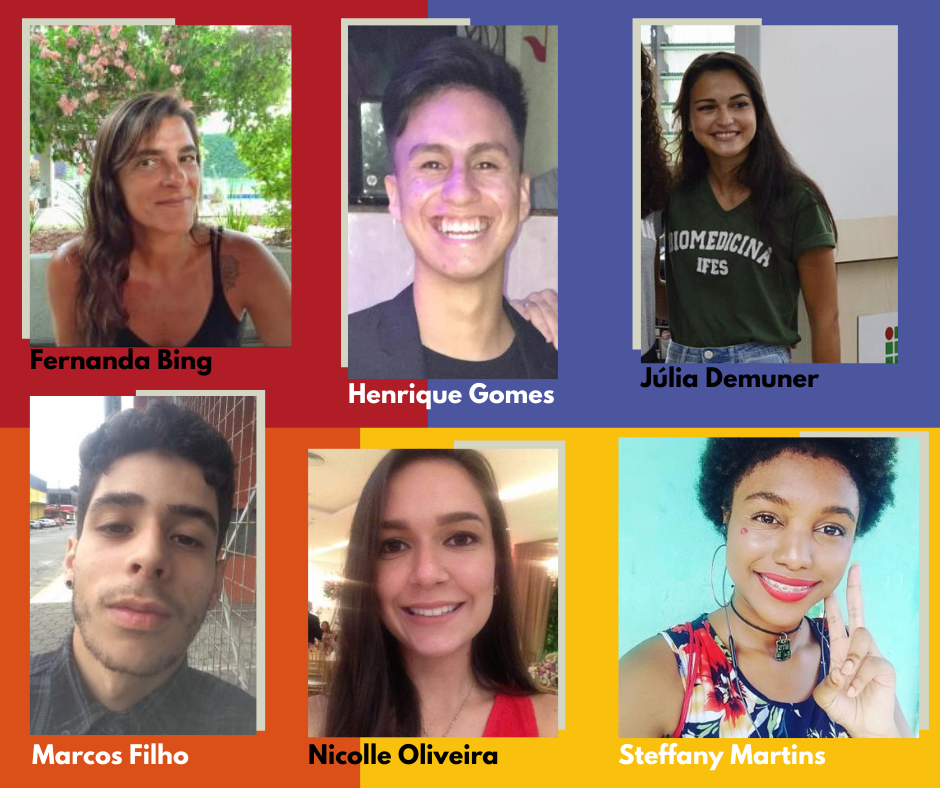 BIOMEDICINA
IFES
Fernanda Bing
Henrique Gomes
Júlia Demuner
Marcos Filho
Nicolle Oliveira
Steffany Martins